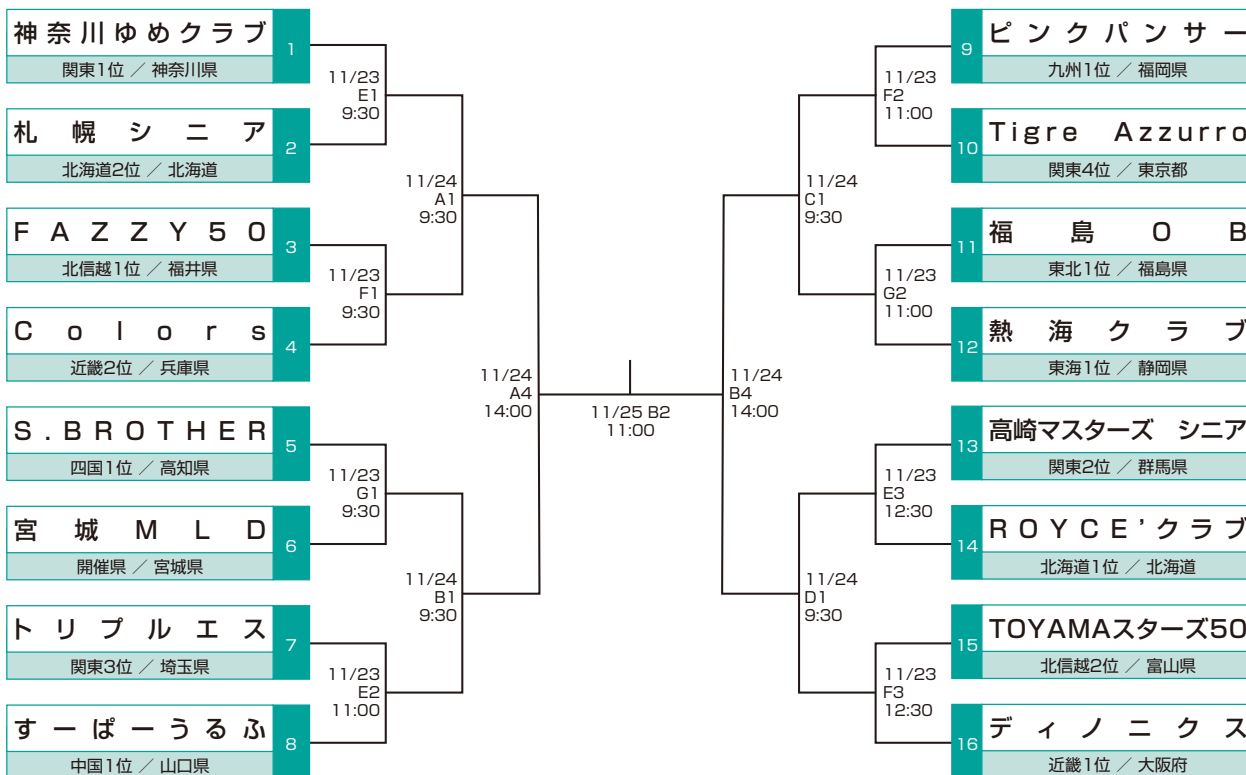 神奈川ゆめクラブ
関東1位 ／ 神奈川県
1
札幌シニア
北海道2位 ／ 北海道
2
FAZZY50
北信越1位 ／ 福井県
3
Colors
近畿2位 ／ 兵庫県
4
S.BROTHER
四国1位 ／ 高知県
5
宮城MLD
開催県 ／ 宮城県
6
トリプルエス
関東3位 ／ 埼玉県
7
すーぱーうるふ
中国1位 ／ 山口県
8
11/23
E1
9:30
11/23
F1
9:30
11/23
G1
9:30
11/23
E2
11:00
11/24
A1
9:30
11/24
B1
9:30
11/24
A4
14:00
11/25 B2
11:00
11/24
B4
14:00
11/24
C1
9:30
11/24
D1
9:30
11/23
F2
11:00
11/23
G2
11:00
11/23
E3
12:30
11/23
F3
12:30
9
ピンクパンサー
九州1位 ／ 福岡県
10
Tigre Azzurro
関東4位 ／ 東京都
11
福島OB
東北1位 ／ 福島県
12
熱海クラブ
東海1位 ／ 静岡県
13
高崎マスターズ シニア
関東2位 ／ 群馬県
14
ROYCE'クラブ
北海道1位 ／ 北海道
15
TOYAMAスターズ50
北信越2位 ／ 富山県
16
ディノニクス
近畿1位 ／ 大阪府